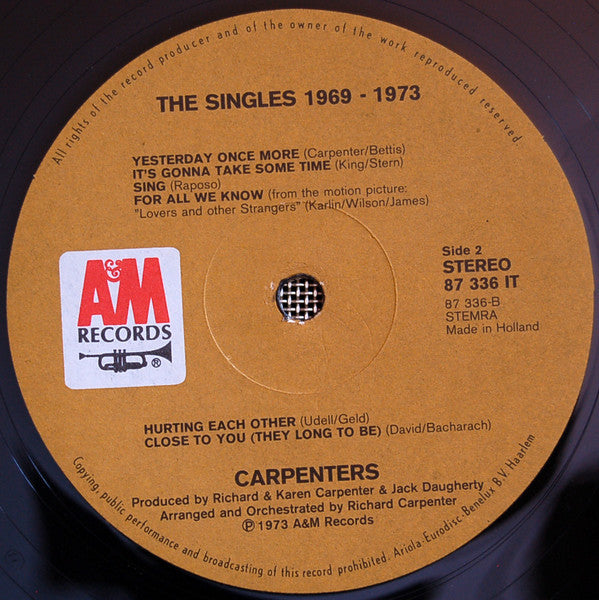 All rights of the record producer and of the owner of the work reproduced reserved.
THE SINGLES 1969 - 1973
YESTERDAY ONCE MORE (Carpenter/Bettis)
IT'S GONNA TAKE SOME TIME (King/Stern)
SING (Raposo)
FOR ALL WE KNOW (from the motion picture:
"Lovers and other Strangers" (Karlin/Wilson/James)
A&M
RECORDS
®
Side 2
STEREO
87 336 IT
87 336-B
STEMRA
Made in Holland
HURTING EACH OTHER (Udell/Geld)
CLOSE TO YOU (THEY LONG TO BE) (David/Bacharach)
CARPENTERS
Produced by Richard & Karen Carpenter & Jack Daugherty
Arranged and Orchestrated by Richard Carpenter
℗ 1973 A&M Records
Copying, public performance and broadcasting of this record prohibited. Ariola-Eurodisc-Benelux B.V. Haarlem